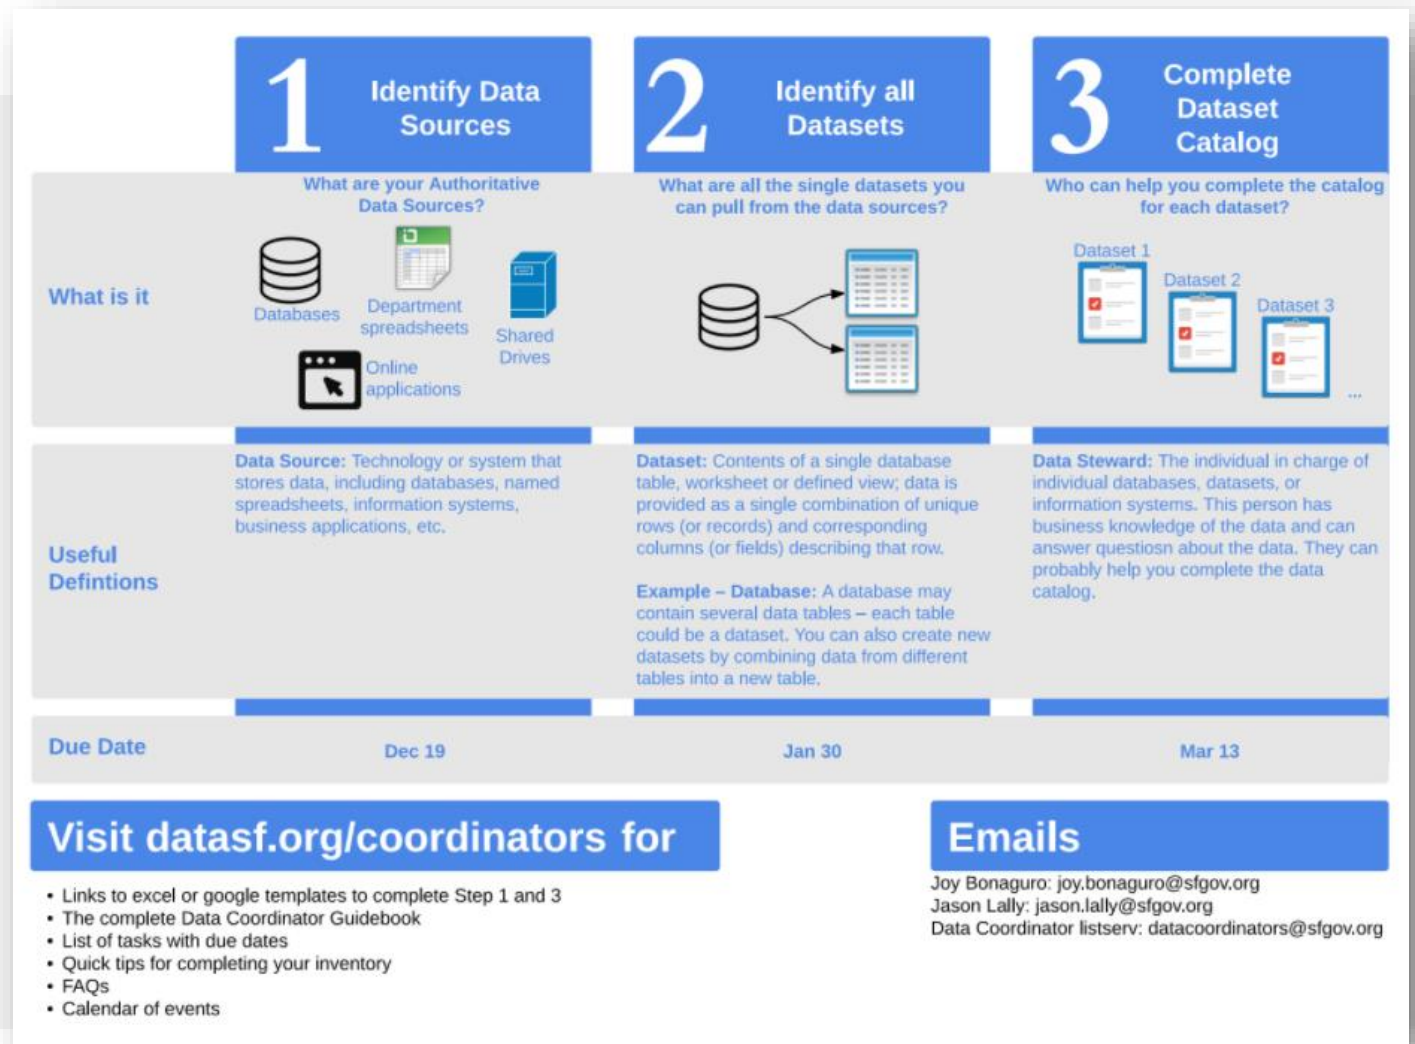 1
Identify Data
Sources
2
Identify all
Datasets
3
Complete
Dataset
Catalog
What is it
What are your Authoritative
Data Sources?
Databases
Department
spreadsheets
Shared
Drives
Online
applications
What are all the single datasets you
can pull from the data sources?
Who can help you complete the catalog
for each dataset?
Dataset 1
Dataset 2
Dataset 3
...
Useful
Defintions
Data Source: Technology or system that
stores data, including databases, named
spreadsheets, information systems,
business applications, etc.
Dataset: Contents of a single database
table, worksheet or defined view; data is
provided as a single combination of unique
rows (or records) and corresponding
columns (or fields) describing that row.
Example – Database: A database may
contain several data tables – each table
could be a dataset. You can also create new
datasets by combining data from different
tables into a new table.
Data Steward: The individual in charge of
individual databases, datasets, or
information systems. This person has
business knowledge of the data and can
answer questiosn about the data. They can
probably help you complete the data
catalog.
Due Date
Dec 19
Jan 30
Mar 13
Visit datasf.org/coordinators for
• Links to excel or google templates to complete Step 1 and 3
• The complete Data Coordinator Guidebook
• List of tasks with due dates
• Quick tips for completing your inventory
• FAQs
• Calendar of events
Emails
Joy Bonaguro: joy.bonaguro@sfgov.org
Jason Lally: jason.lally@sfgov.org
Data Coordinator listserv: datacoordinators@sfgov.org